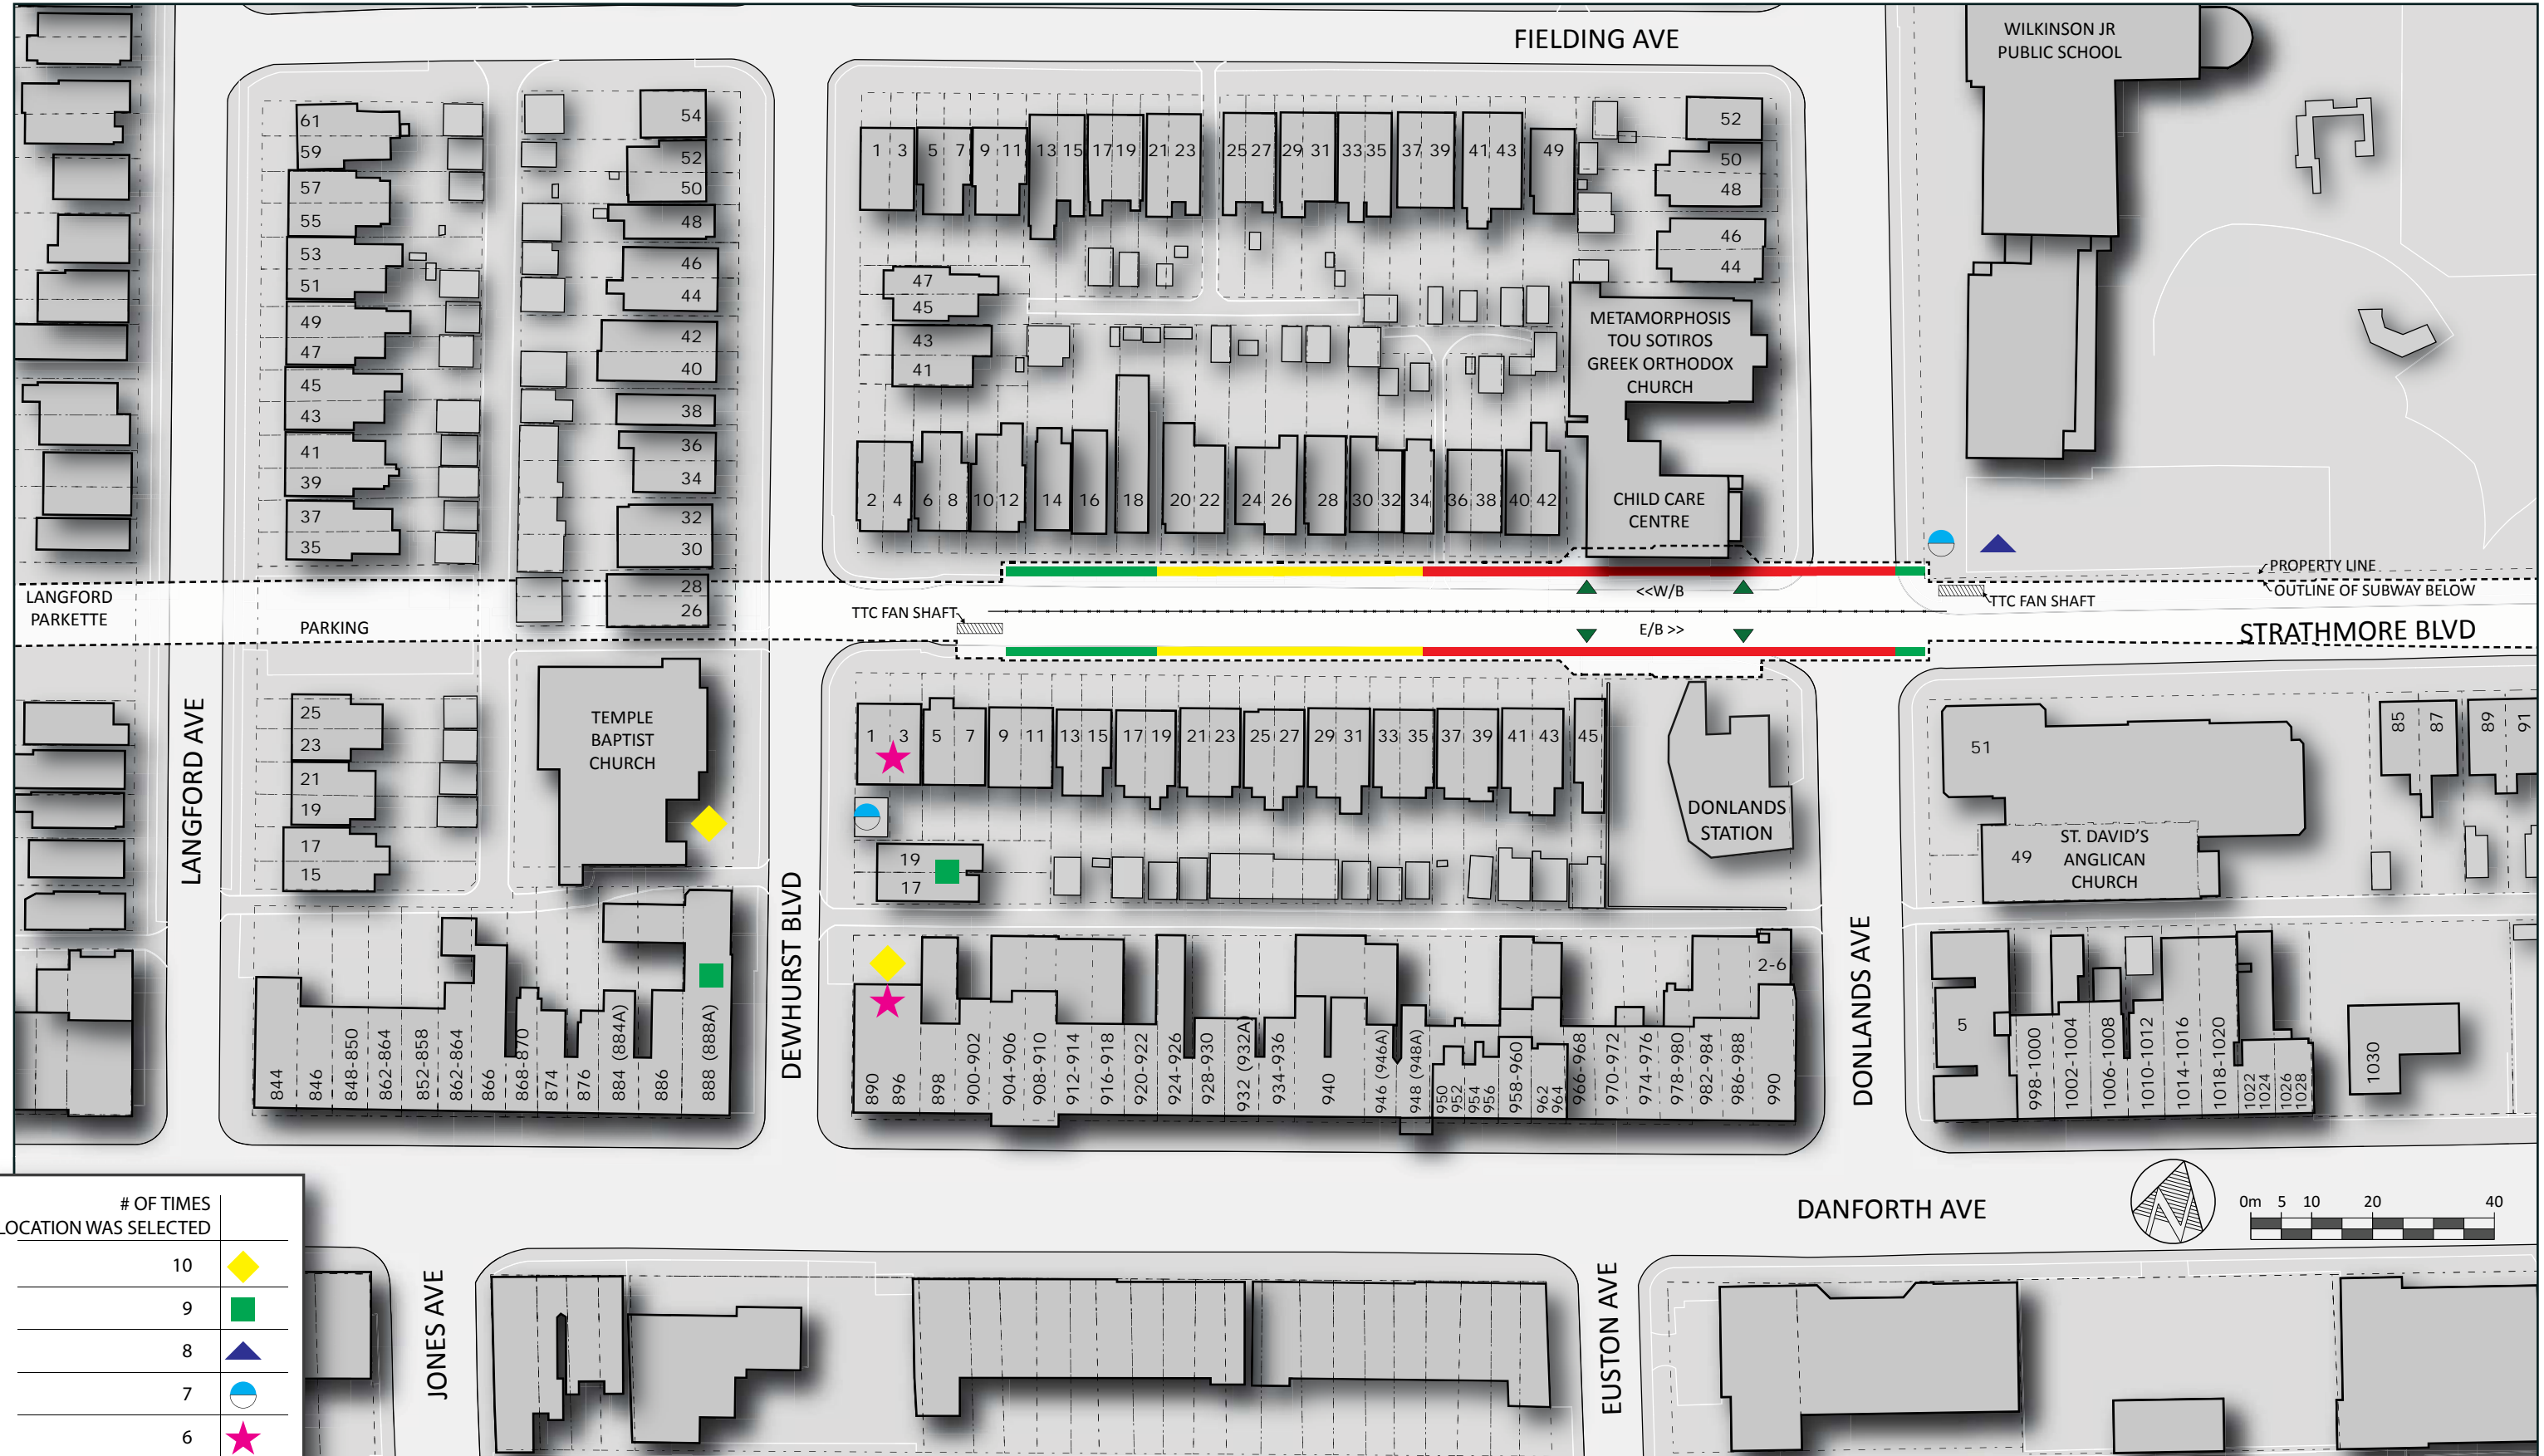 FIELDING AVE
WILKINSON JR
PUBLIC SCHOOL
61
59
57
55
53
51
49
47
45
43
41
39
37
35
54
52
50
48
46
44
42
40
38
36
34
32
30
28
26
1 3 5 7 9 11 13 15 17 19 21 23 25 27 29 31 33 35 37 39 41 43 49
52
50
48
46
44
47
45
43
41
METAMORPHOSIS
TOU SOTIROS
GREEK ORTHODOX
CHURCH
2 4 6 8 10 12 14 16 18 20 22 24 26 28 30 32 34 36 38 40 42
CHILD CARE
CENTRE
PROPERTY LINE
OUTLINE OF SUBWAY BELOW
LANGFORD
PARKETTE
PARKING
TTC FAN SHAFT
<<W/B
E/B >>
TTC FAN SHAFT
STRATHMORE BLVD
LANGFORD AVE
25
23
21
19
17
15
TEMPLE
BAPTIST
CHURCH
DEWHURST BLVD
1 3 5 7 9 11 13 15 17 19 21 23 25 27 29 31 33 35 37 39 41 43 45
19
17
DONLANDS
STATION
DONLANDS AVE
51
49
ST. DAVID'S
ANGLICAN
CHURCH
85 87 89 91
844
846
848-850
862-864
852-858
862-864
866
868-870
874
876
884 (884A)
886
888 (888A)
890
896
898
900-902
904-906
908-910
912-914
916-918
920-922
924-926
928-930
932 (932A)
934-936
940
946 (946A)
948 (948A)
950
952
954
956
958-960
962
964
966-968
970-972
974-976
978-980
982-984
986-988
990
2-6
5
998-1000
1002-1004
1006-1008
1010-1012
1014-1016
1018-1020
1022
1024
1026
1028
1030
DANFORTH AVE
N
0m 5 10 20 40
JONES AVE
EUSTON AVE
# OF TIMES
LOCATION WAS SELECTED
10
9
8
7
6